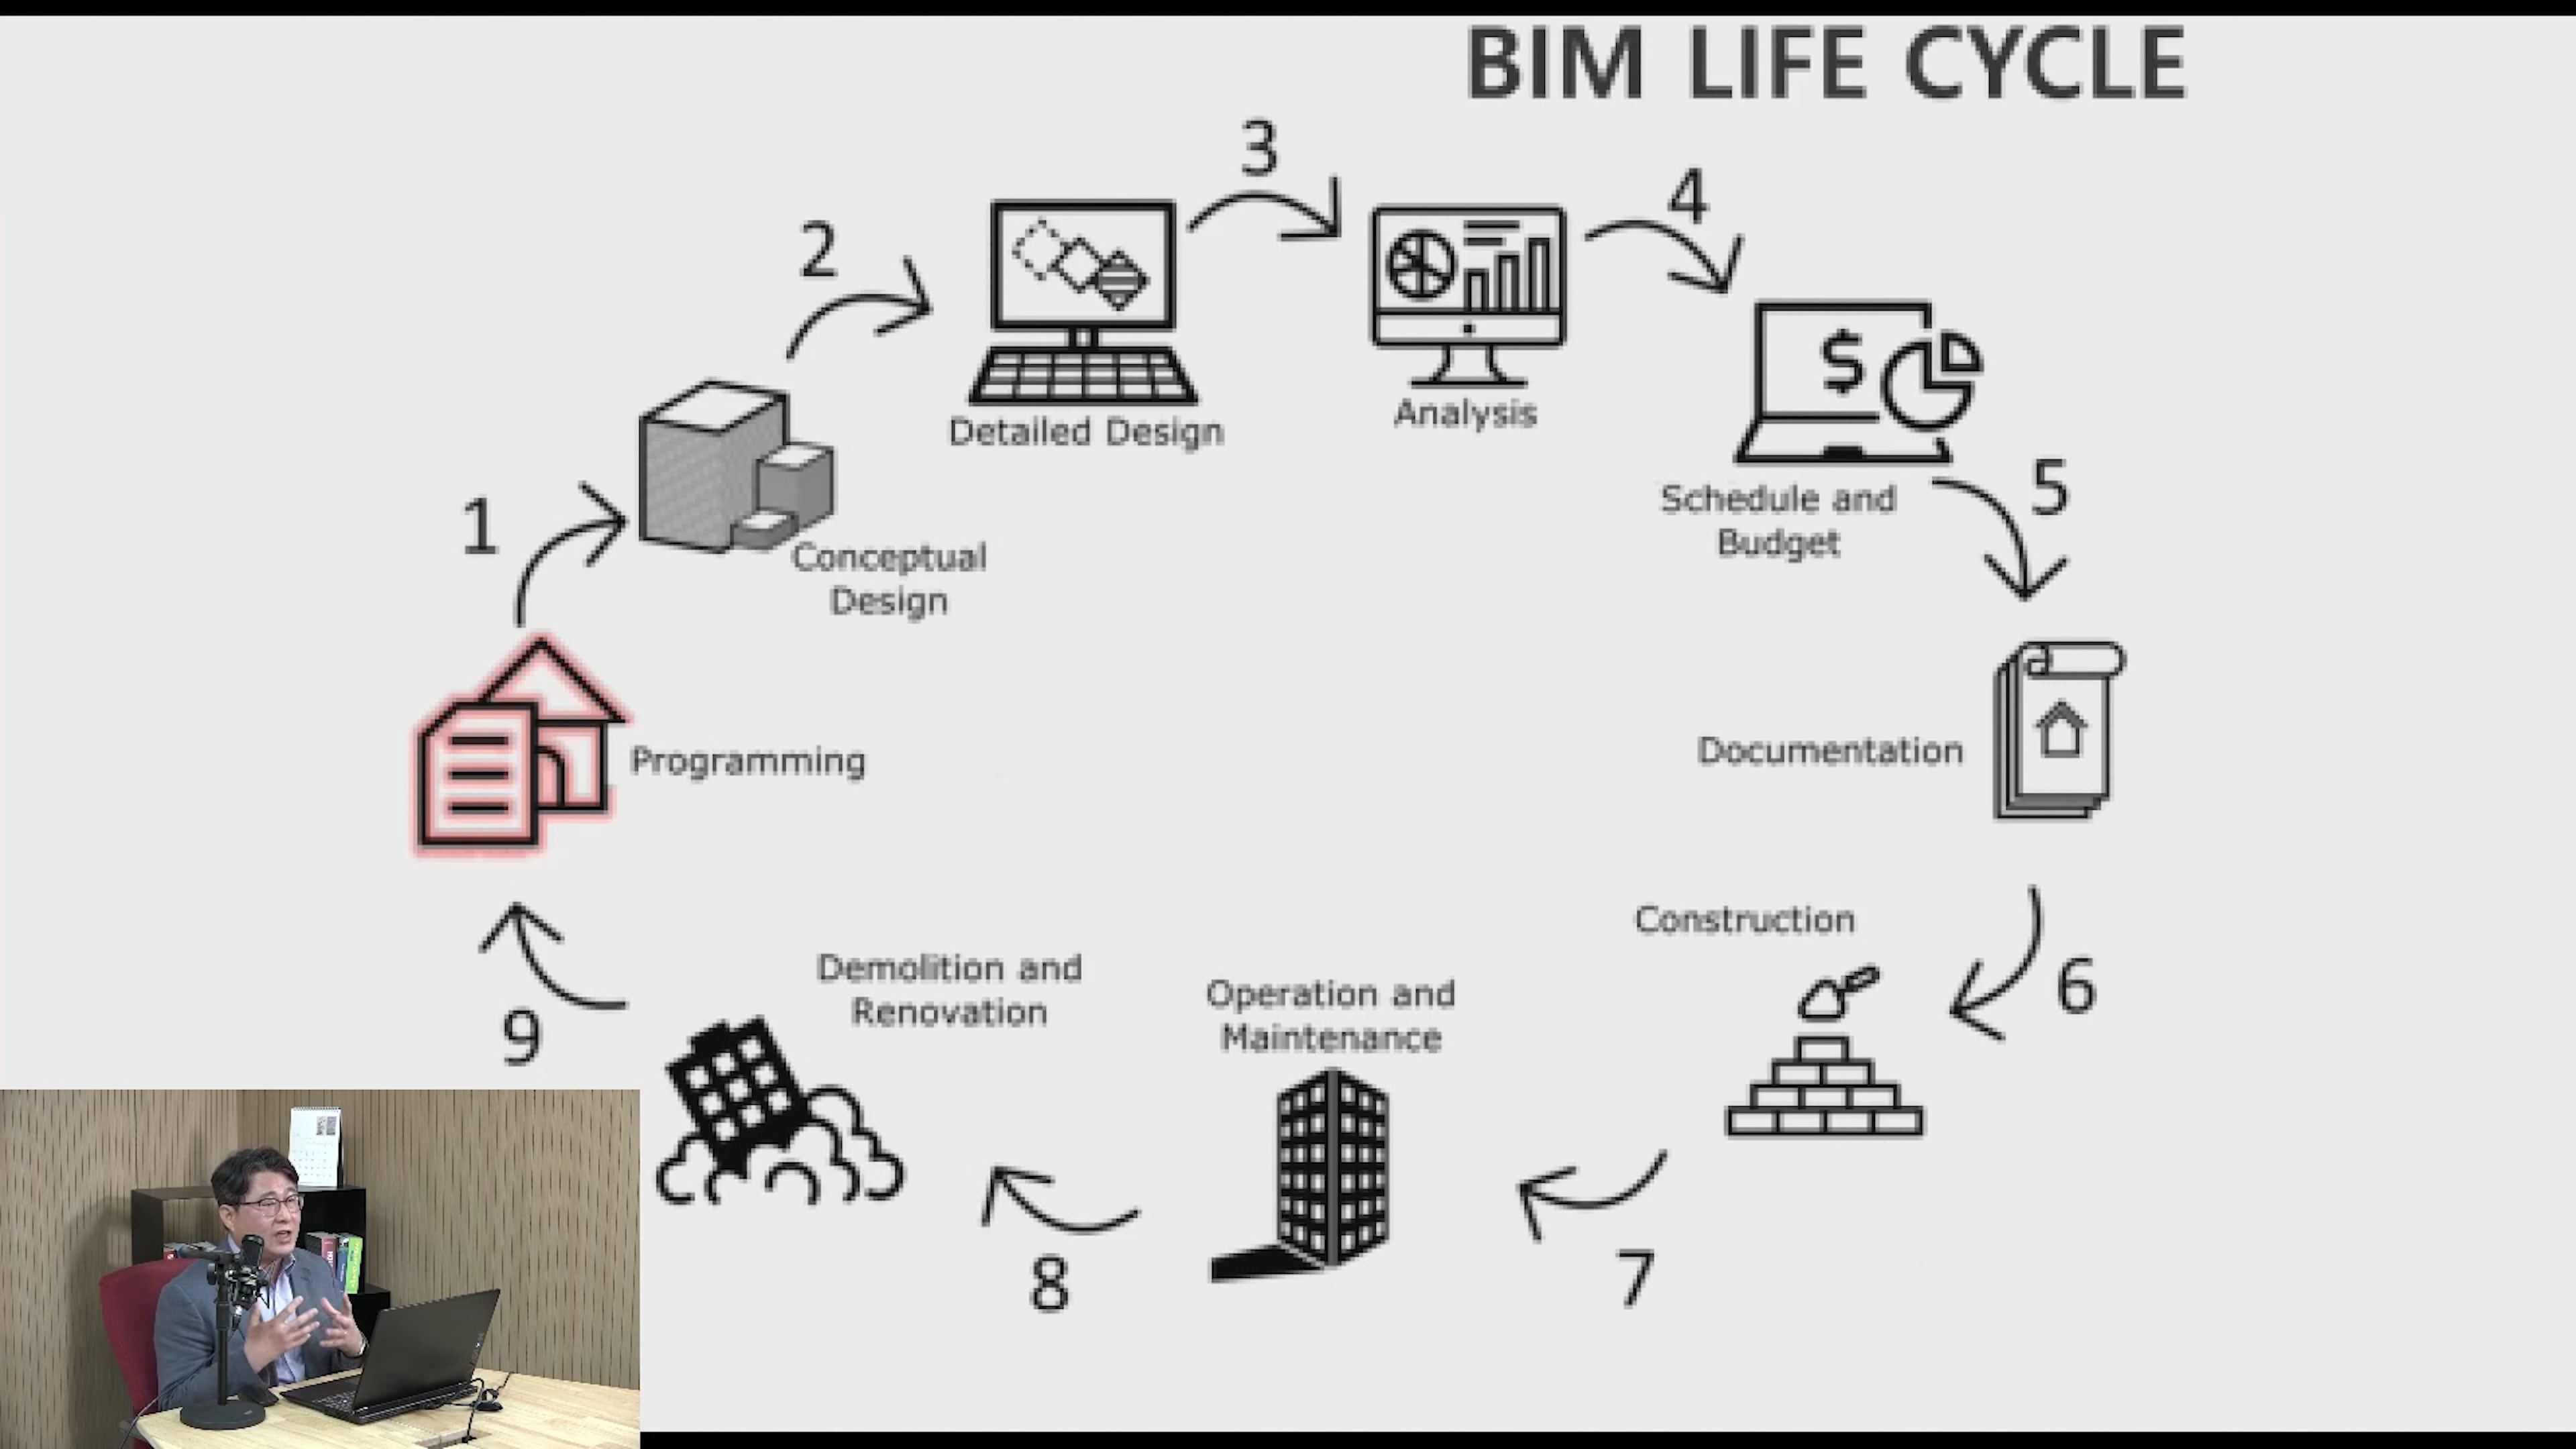 BIM LIFE CYCLE
1
2
3
4
5
6
7
8
9
Programming
Conceptual
Design
Detailed Design
Analysis
Schedule and
Budget
Documentation
Construction
Operation and
Maintenance
Demolition and
Renovation
$